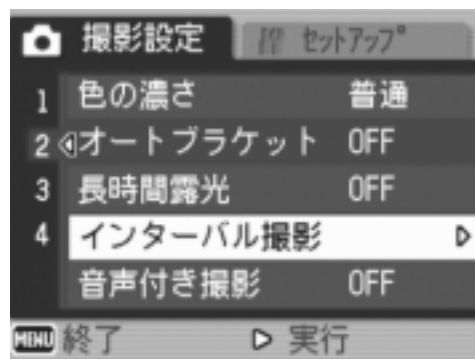 撮影設定 セットアップ
1 色の濃さ 普通
2 オートブラケット OFF
3 長時間露光 OFF
4 インターバル撮影
音声付き撮影 OFF
MENU 終了 実行